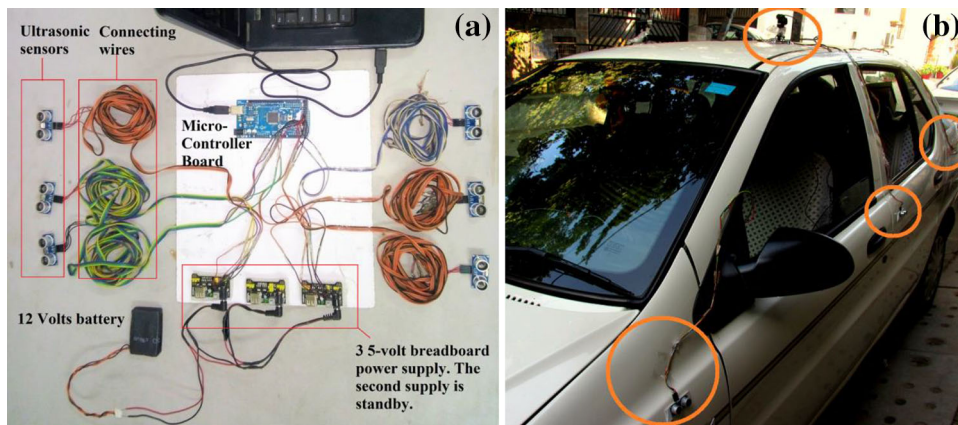 (a)
Ultrasonic
sensors
Connecting
wires
Micro-
Controller
Board
12 Volts battery
3 5-volt breadboard
power supply. The
second supply is
standby.
(b)